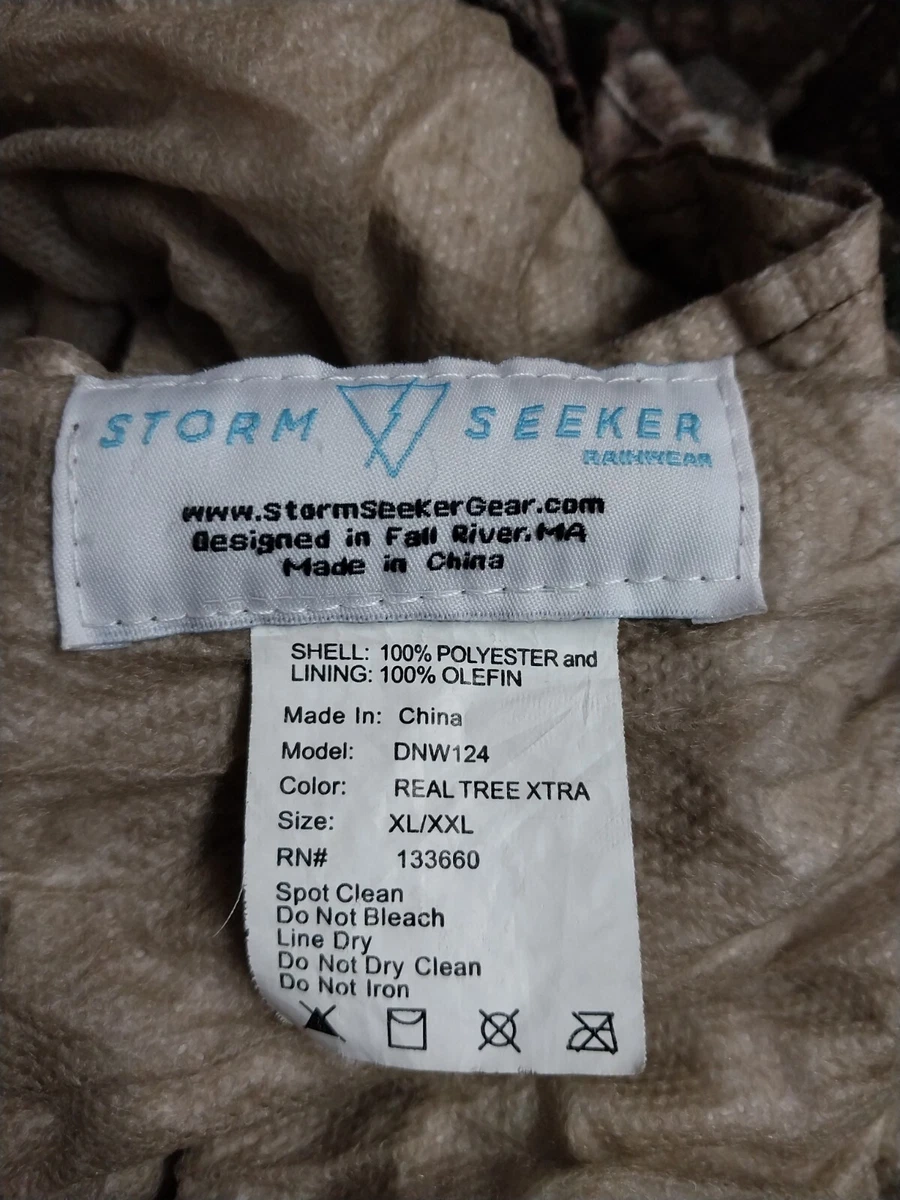 STORM SEEKER
RAINWEAR
www.StormSeekerGear.com
Designed in Fall River. MA
Made in China
SHELL: 100% POLYESTER and
LINING: 100% OLEFIN
Made In: China
Model: DNW124
Color: REAL TREE XTRA
Size: XL/XXL
RN# 133660
Spot Clean
Do Not Bleach
Line Dry
Do Not Dry Clean
Do Not Iron